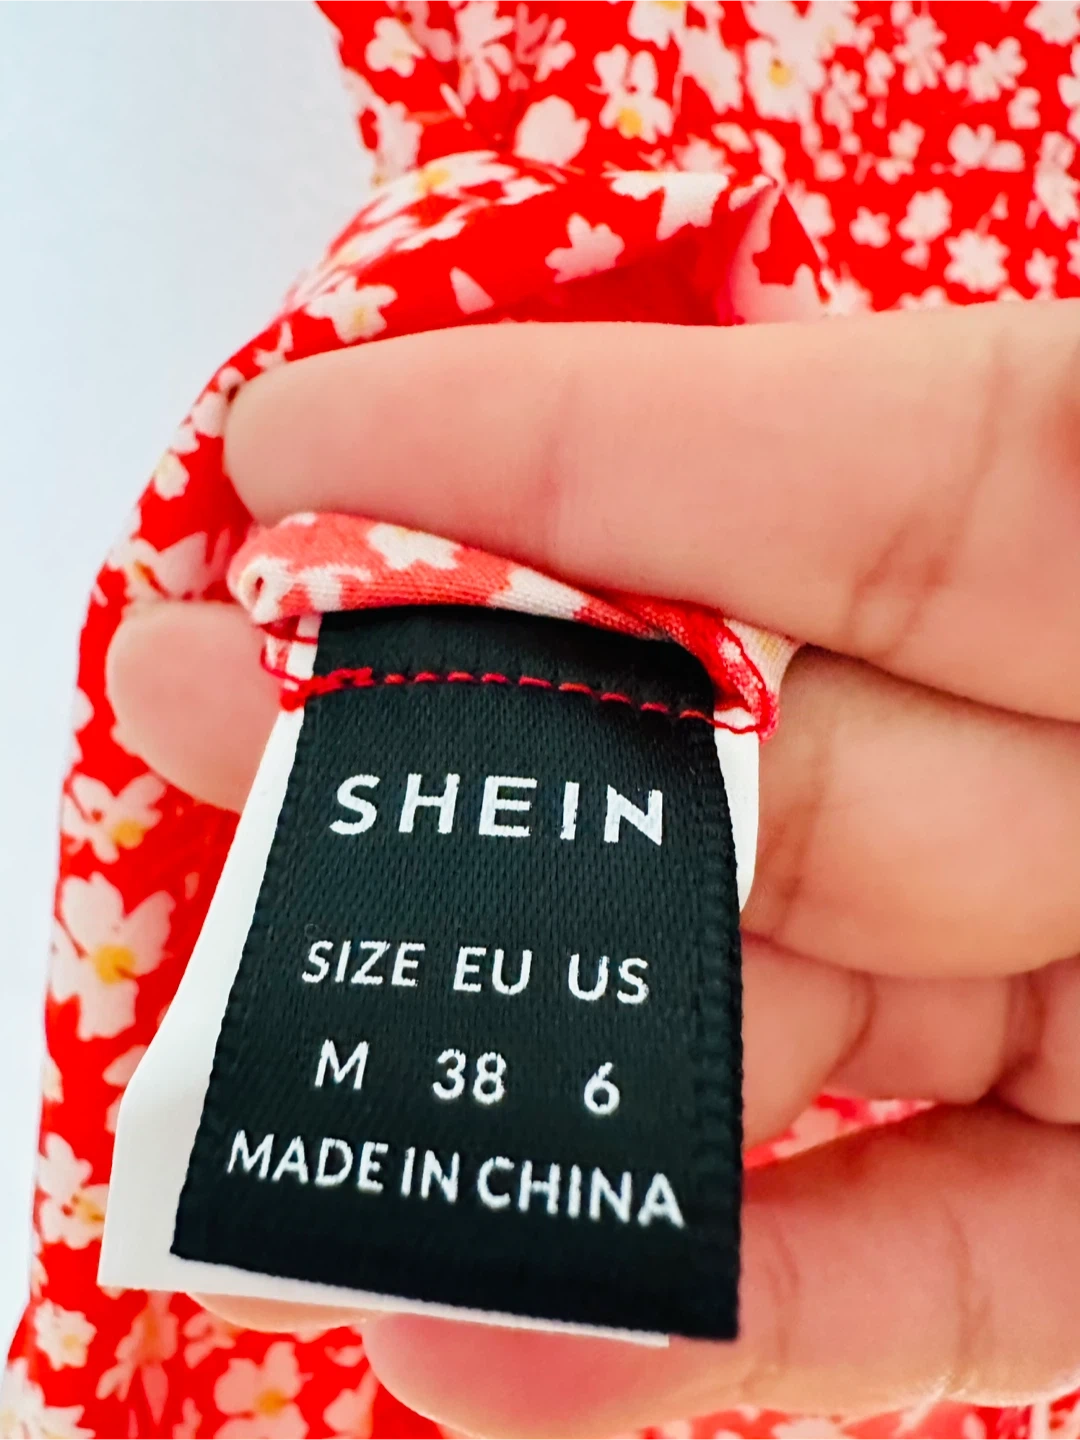 SHEIN
SIZE EU US
M 38 6
MADE IN CHINA